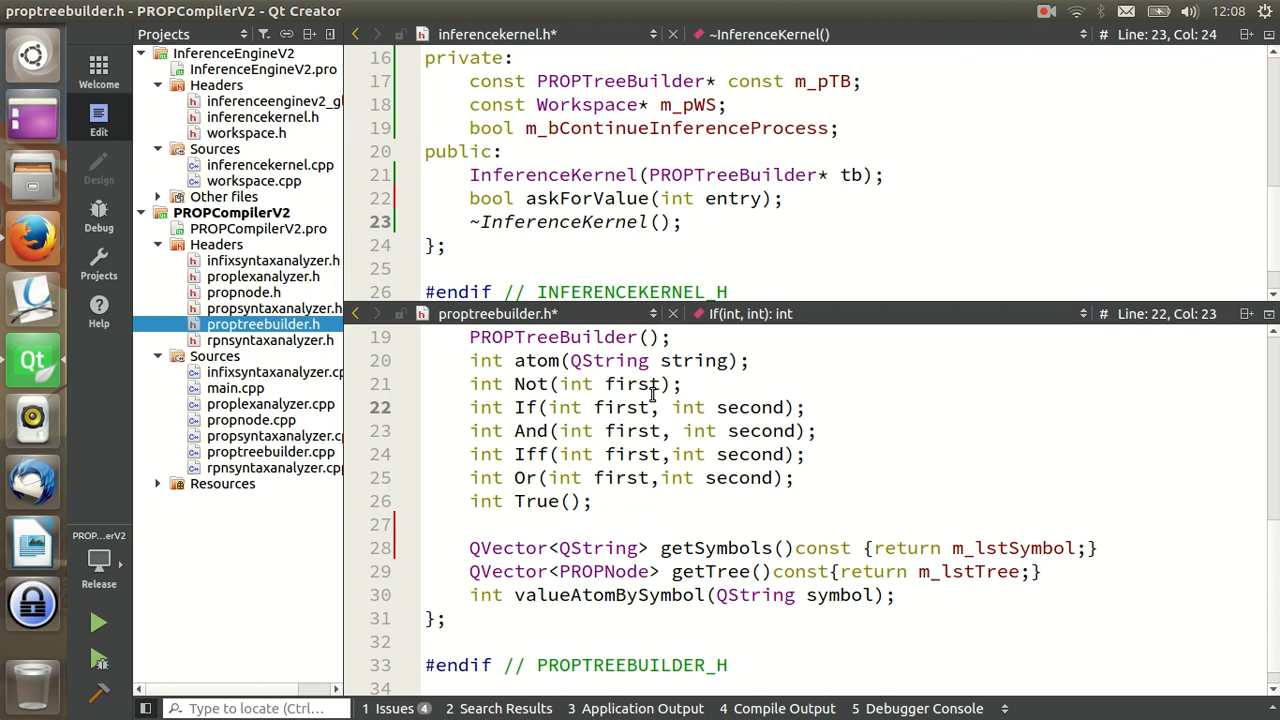 proptreebuilder.h - PROPCompilerV2 - Qt Creator
12:08
Projects
inferencekernel.h*
~InferenceKernel()
# Line: 23, Col: 24
Welcome
Edit
Design
Debug
Projects
Help
PROP...erV2
Release
InferenceEngineV2
InferenceEngineV2.pro
Headers
inferenceenginev2_gl
inferencekernel.h
workspace.h
Sources
inferencekernel.cpp
workspace.cpp
Other files
PROPCompilerV2
PROPCompilerV2.pro
Headers
infixsyntaxanalyzer.h
proplexanalyzer.h
propnode.h
propsyntaxanalyzer.h
proptreebuilder.h
rpnsyntaxanalyzer.h
Sources
infixsyntaxanalyzer.cp
main.cpp
proplexanalyzer.cpp
propnode.cpp
propsyntaxanalyzer.c
proptreebuilder.cpp
rpnsyntaxanalyzer.cpp
Resources
16 private:
17 const PROPTreeBuilder* const m_pTB;
18 const Workspace* m_pWS;
19 bool m_bContinueInferenceProcess;
20 public:
21 InferenceKernel(PROPTreeBuilder* tb);
22 bool askForValue(int entry);
23 ~InferenceKernel();
24 };
25
26 #endif // INFERENCEKERNEL_H
proptreebuilder.h*
If(int, int): int
# Line: 22, Col: 23
19 PROPTreeBuilder();
20 int atom(QString string);
21 int Not(int first);
22 int If(int first, int second);
23 int And(int first, int second);
24 int Iff(int first,int second);
25 int Or(int first,int second);
26 int True();
27
28 QVector<QString> getSymbols()const {return m_lstSymbol;}
29 QVector<PROPNode> getTree()const{return m_lstTree;}
30 int valueAtomBySymbol(QString symbol);
31 };
32
33 #endif // PROPTREEBUILDER_H
34
Type to locate (Ctrl...
1 Issues 4
2 Search Results
3 Application Output
4 Compile Output
5 Debugger Console